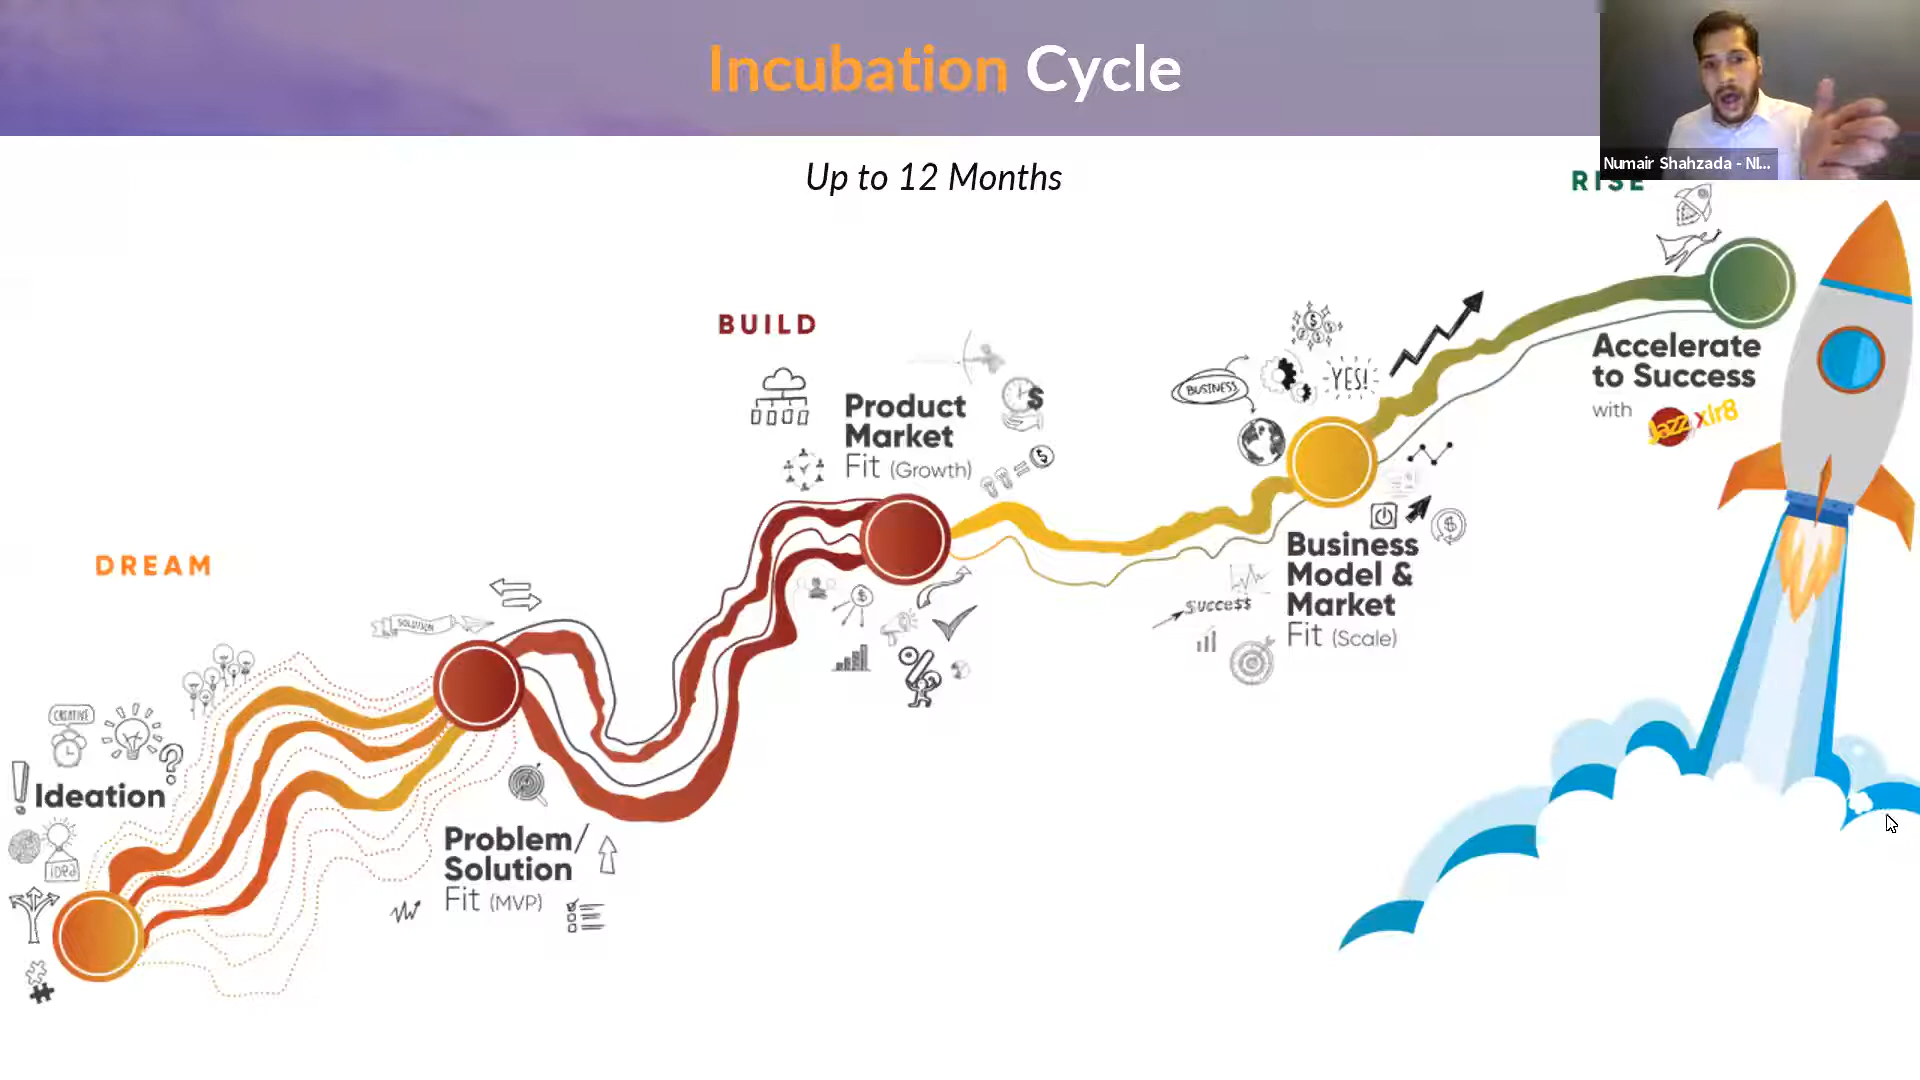 Incubation Cycle
Numair Shahzada - NI...
Up to 12 Months
RISE
BUILD
Product
Market
Fit (Growth)
BUSINESS
YES!
Accelerate
to Success
with Jazz xlr8
DREAM
SOLUTION
Business
Model &
Market
Fit (Scale)
SUCCESS
CREATIVE
Ideation
idea
Problem/
Solution
Fit (MVP)